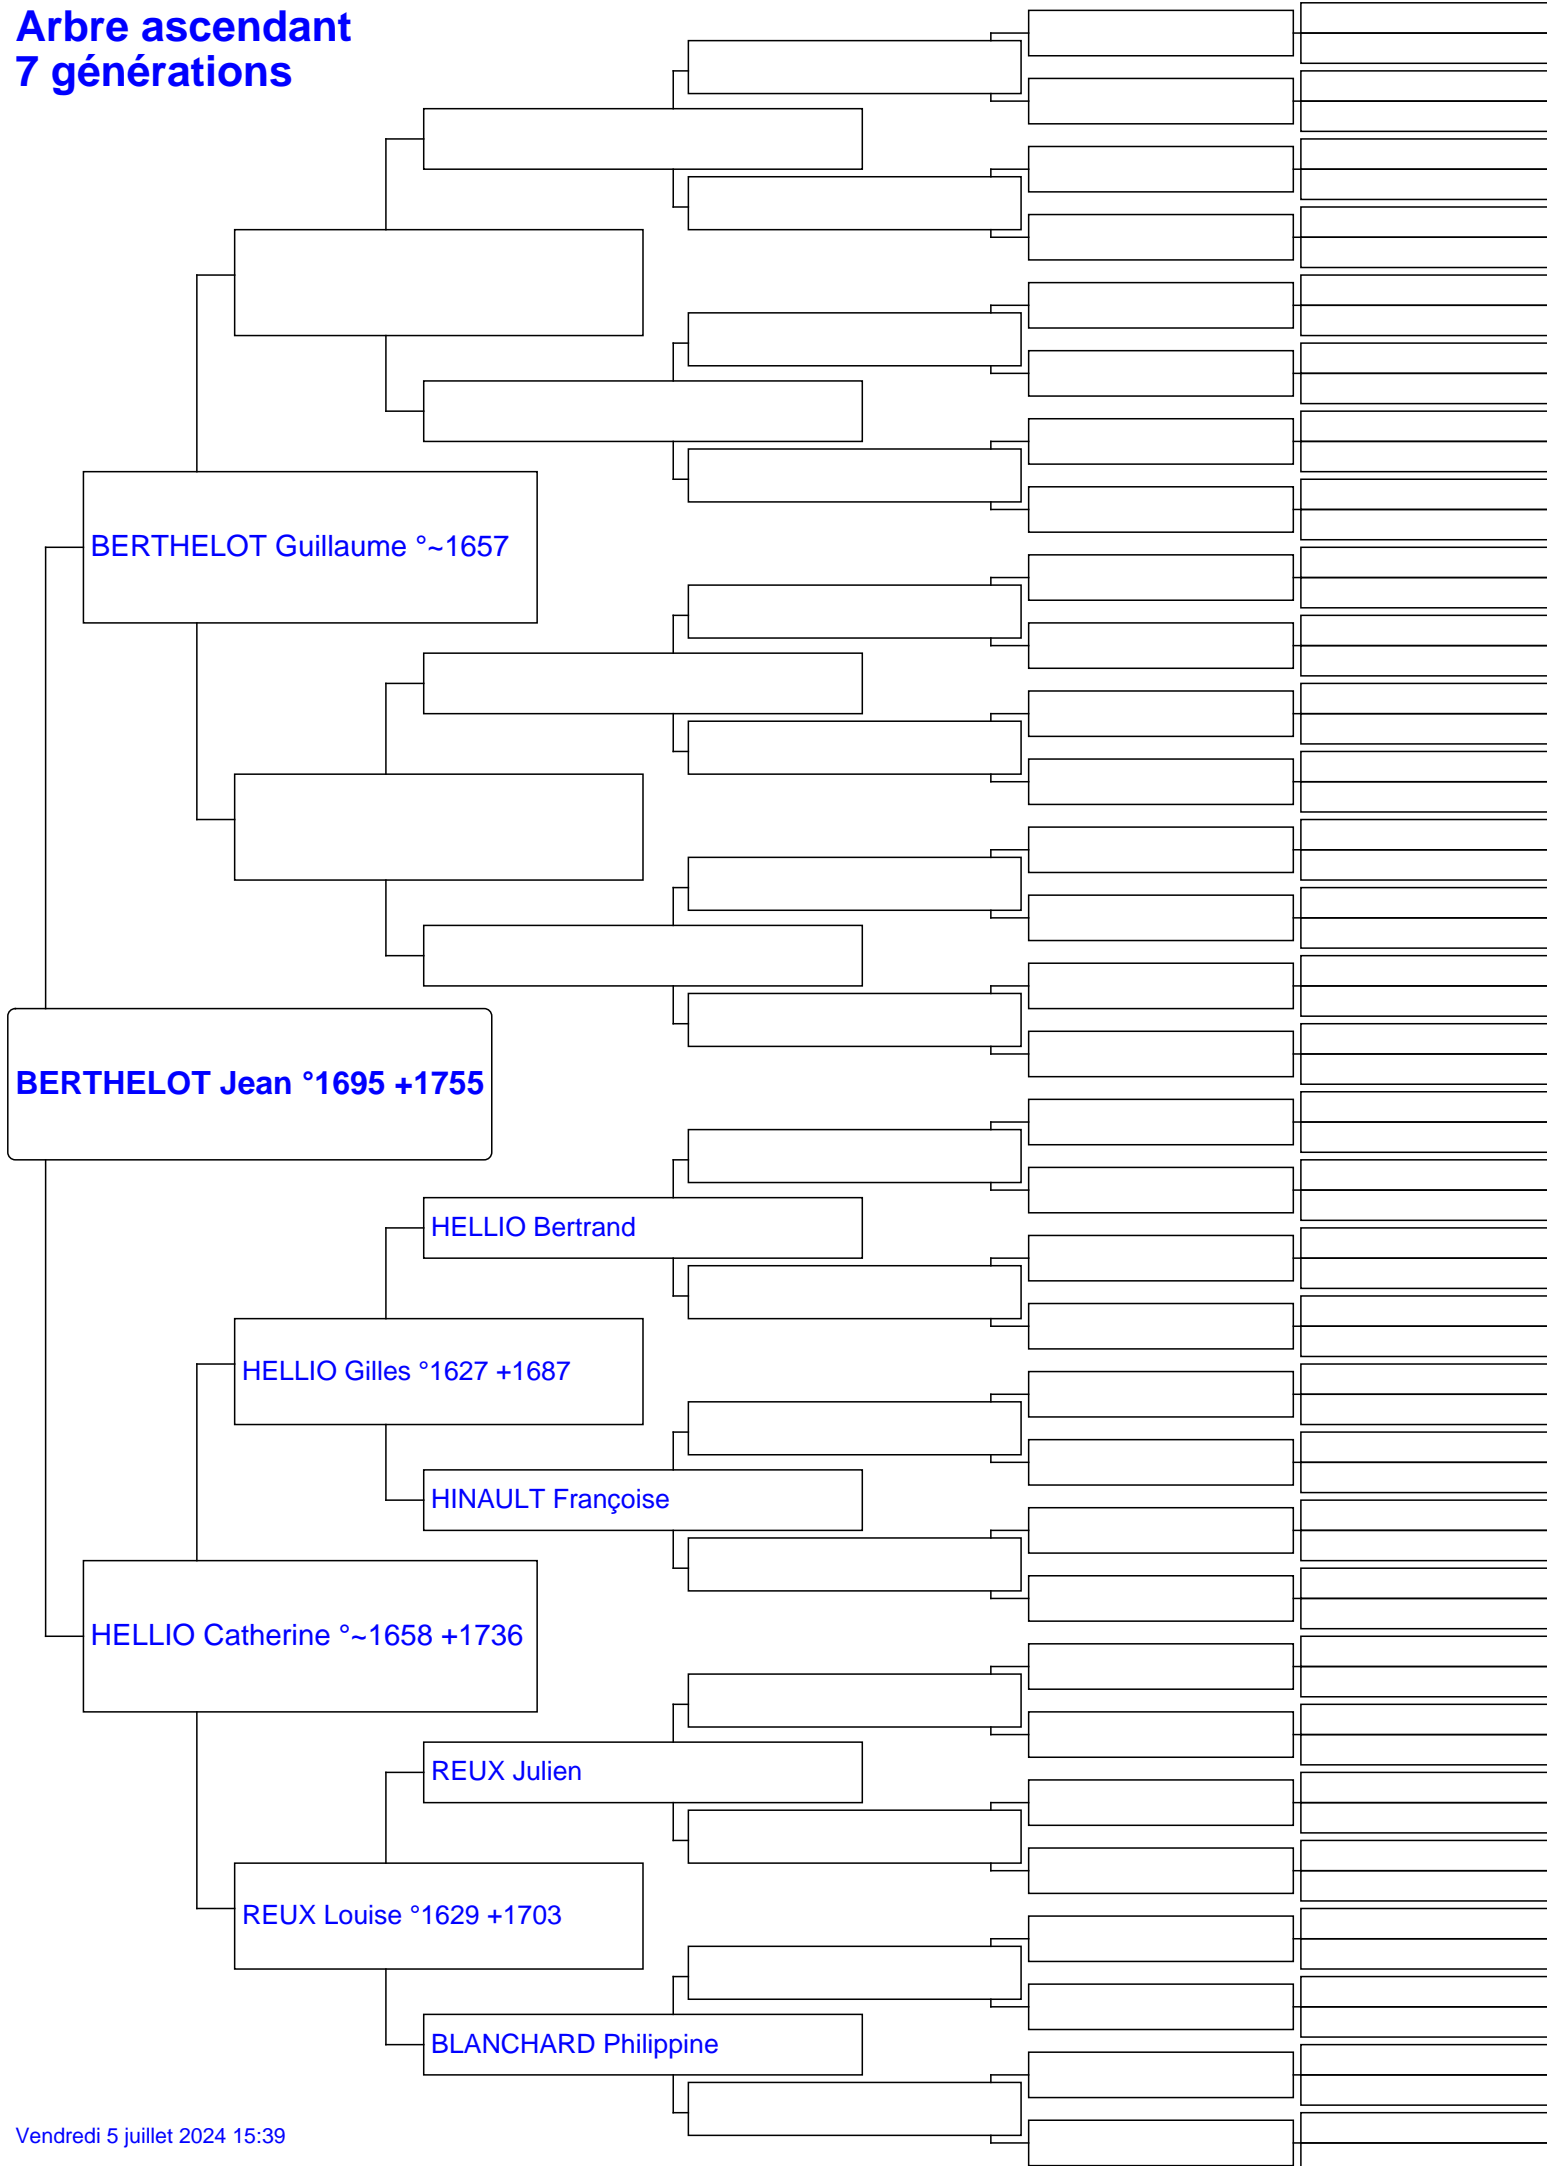 Arbre ascendant
7 générations
BERTHELOT Guillaume °~1657
BERTHELOT Jean °1695 +1755
HELLIO Bertrand
HELLIO Gilles °1627 +1687
HINAULT Françoise
HELLIO Catherine °~1658 +1736
REUX Julien
REUX Louise °1629 +1703
BLANCHARD Philippine
Vendredi 5 juillet 2024 15:39